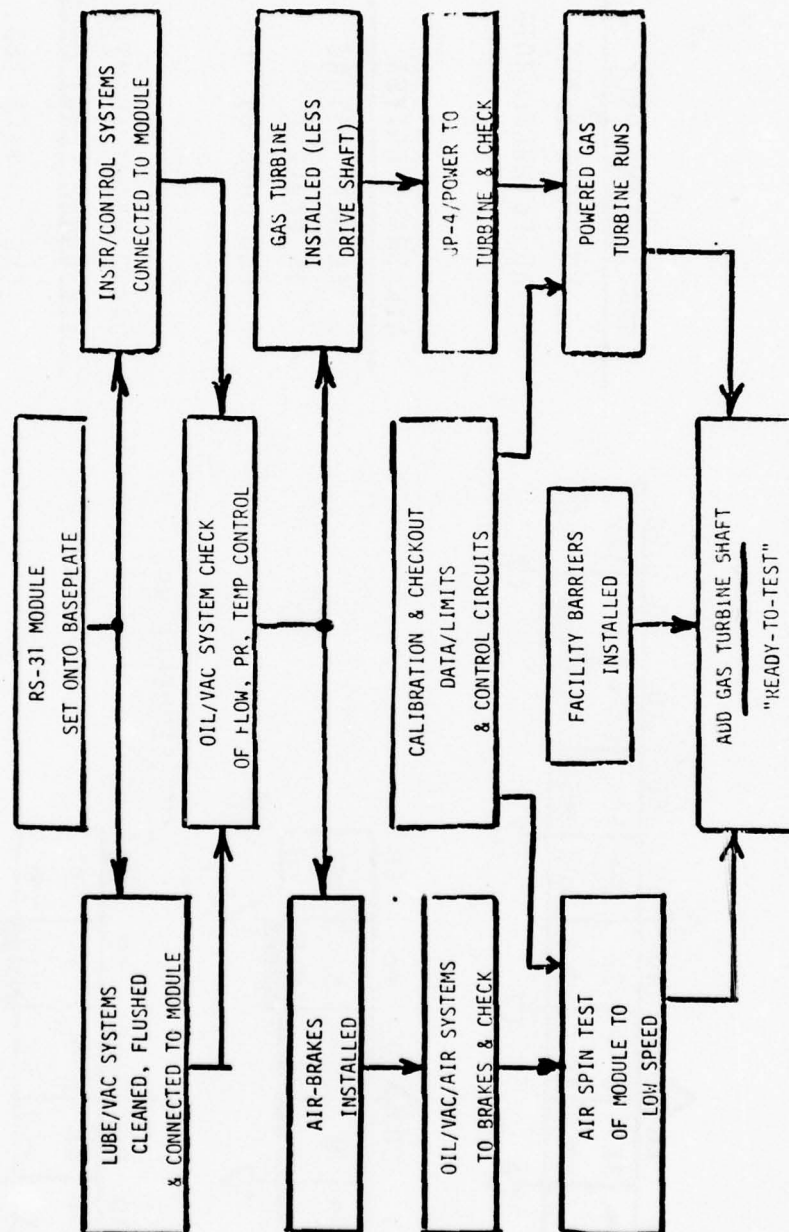 RS-31 MODULE
SET ONTO BASEPLATE
LUBE/VAC SYSTEMS
CLEANED, FLUSHED
& CONNECTED TO MODULE
INSTR/CONTROL SYSTEMS
CONNECTED TO MODULE
OIL/VAC SYSTEM CHECK
OF FLOW, PR, TEMP CONTROL
AIR-BRAKES
INSTALLED
GAS TURBINE
INSTALLED (LESS
DRIVE SHAFT)
OIL/VAC/AIR SYSTEMS
TO BRAKES & CHECK
CALIBRATION & CHECKOUT
DATA/LIMITS
& CONTROL CIRCUITS
JP-4/POWER TO
TURBINE & CHECK
AIR SPIN TEST
OF MODULE TO
LOW SPEED
FACILITY BARRIERS
INSTALLED
POWERED GAS
TURBINE RUNS
ADD GAS TURBINE SHAFT
"READY-TO-TEST"